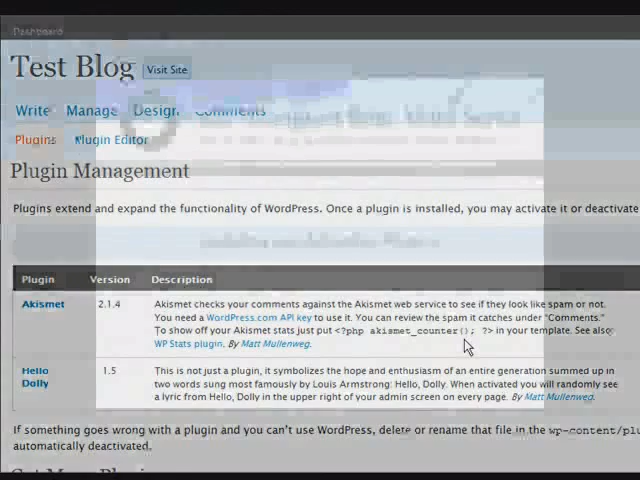 Dashboard
Test Blog Visit Site
Write Manage Design Comments
Plugins Plugin Editor
Plugin Management
Plugins extend and expand the functionality of WordPress. Once a plugin is installed, you may activate it or deactivate
Plugin Version Description
Akismet 2.1.4 Akismet checks your comments against the Akismet web service to see if they look like spam or not.
You need a WordPress.com API key to use it. You can review the spam it catches under "Comments."
To show off your Akismet stats just put <?php akismet_counter(); ?> in your template. See also:
WP Stats plugin. By Matt Mullenweg.
Hello Dolly 1.5 This is not just a plugin, it symbolizes the hope and enthusiasm of an entire generation summed up in
two words sung most famously by Louis Armstrong: Hello, Dolly. When activated you will randomly see
a lyric from Hello, Dolly in the upper right of your admin screen on every page. By Matt Mullenweg.
If something goes wrong with a plugin and you can't use WordPress, delete or rename that file in the wp-content/plu
automatically deactivated.